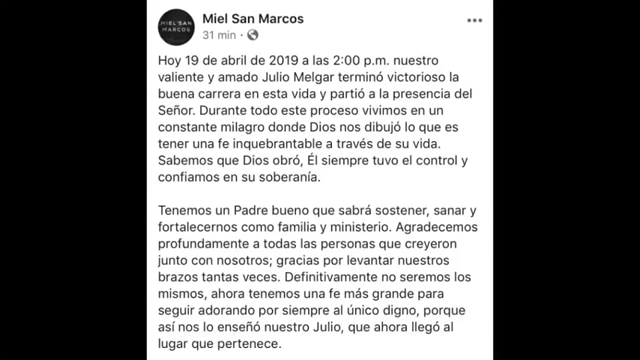 MIEL SAN
MARCOS
Miel San Marcos
31 min ·
Hoy 19 de abril de 2019 a las 2:00 p.m. nuestro
valiente y amado Julio Melgar terminó victorioso la
buena carrera en esta vida y partió a la presencia del
Señor. Durante todo este proceso vivimos en un
constante milagro donde Dios nos dibujó lo que es
tener una fe inquebrantable a través de su vida.
Sabemos que Dios obró, Él siempre tuvo el control y
confiamos en su soberanía.
Tenemos un Padre bueno que sabrá sostener, sanar y
fortalecernos como familia y ministerio. Agradecemos
profundamente a todas las personas que creyeron
junto con nosotros; gracias por levantar nuestros
brazos tantas veces. Definitivamente no seremos los
mismos, ahora tenemos una fe más grande para
seguir adorando por siempre al único digno, porque
así nos lo enseñó nuestro Julio, que ahora llegó al
lugar que pertenece.